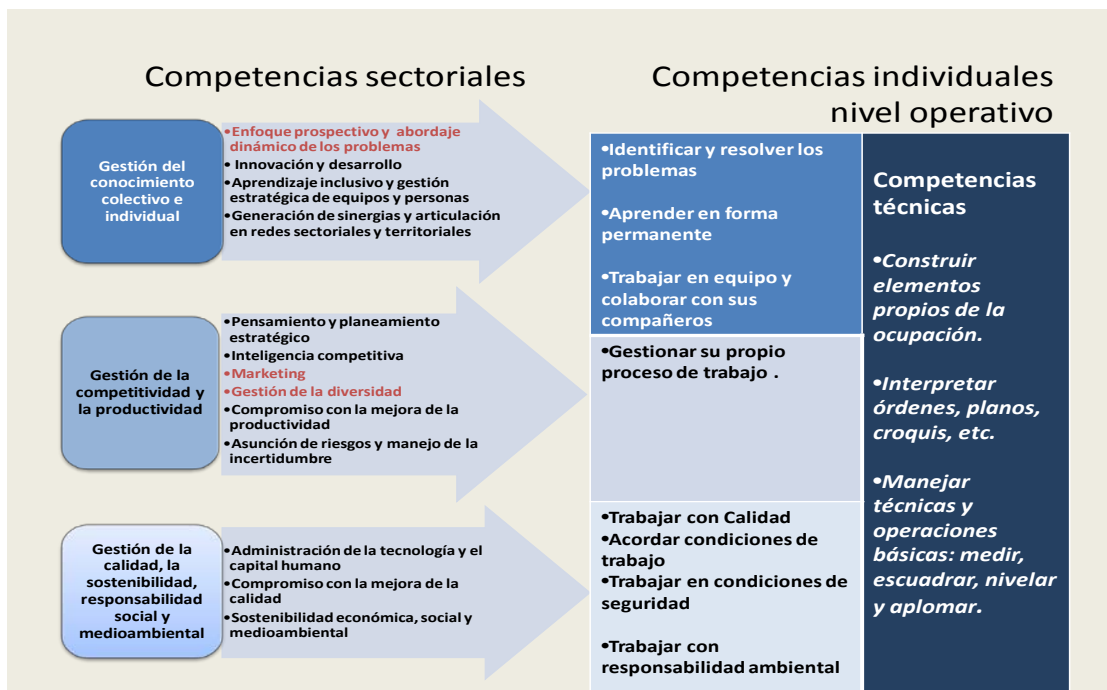 Competencias sectoriales
Competencias individuales
nivel operativo
Gestión del
conocimiento
colectivo e
individual
•Enfoque prospectivo y abordaje
dinámico de los problemas
• Innovación y desarrollo
•Aprendizaje inclusivo y gestión
estratégica de equipos y personas
•Generación de sinergias y articulación
en redes sectoriales y territoriales
Gestión de la
competitividad y
la productividad
•Pensamiento y planeamiento
estratégico
•Inteligencia competitiva
•Marketing
•Gestión de la diversidad
•Compromiso con la mejora de la
productividad
•Asunción de riesgos y manejo de la
incertidumbre
Gestión de la
calidad, la
sostenibilidad,
responsabilidad
social y
medioambiental
•Administración de la tecnología y el
capital humano
•Compromiso con la mejora de la
calidad
•Sostenibilidad económica, social y
medioambiental
•Identificar y resolver los
problemas
•Aprender en forma
permanente
•Trabajar en equipo y
colaborar con sus
compañeros
•Gestionar su propio
proceso de trabajo .
•Trabajar con Calidad
•Acordar condiciones de
trabajo
•Trabajar en condiciones de
seguridad
•Trabajar con
responsabilidad ambiental
Competencias
técnicas
•Construir
elementos
propios de la
ocupación.
•Interpretar
órdenes, planos,
croquis, etc.
•Manejar
técnicas y
operaciones
básicas: medir,
escuadrar, nivelar
y aplomar.